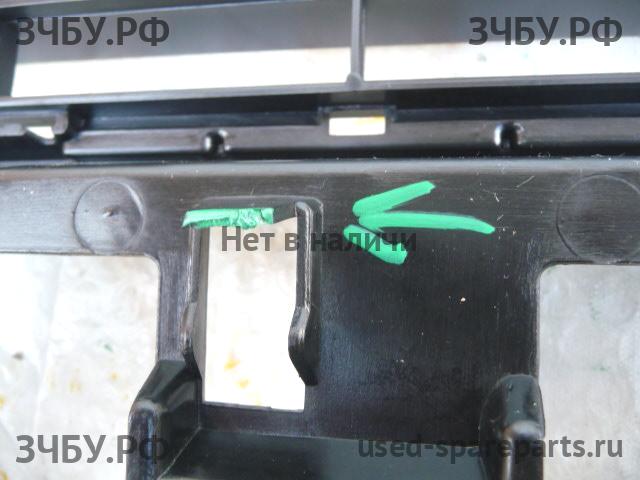 ЗЧБУ.РФ ЗЧБУ.РФ
Нет в наличи
ЗЧБУ.РФ used-spareparts.ru